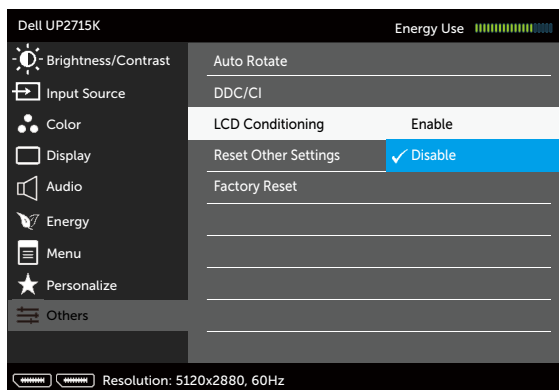 Dell UP2715K
Energy Use
Brightness/Contrast
Input Source
Color
Display
Audio
Energy
Menu
Personalize
Others
Auto Rotate
DDC/CI
LCD Conditioning
Enable
Reset Other Settings
Disable
Factory Reset
Resolution: 5120x2880, 60Hz